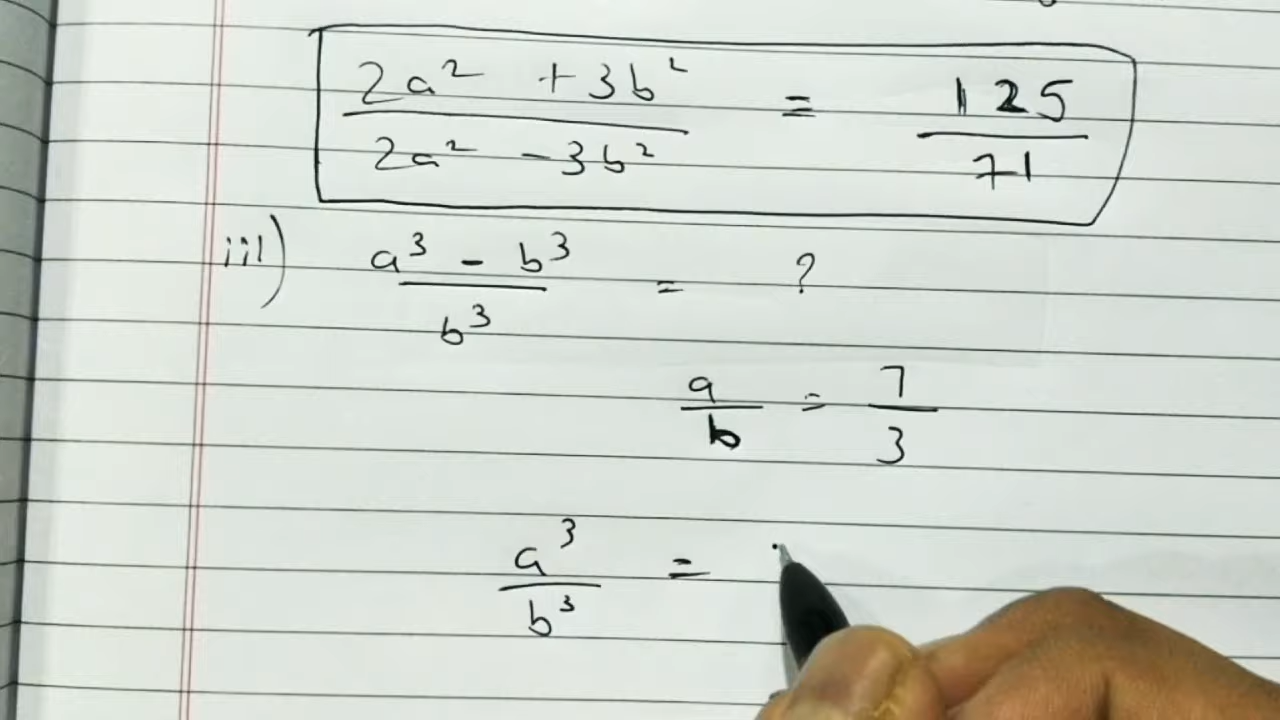 2a² + 3b² / 2a² - 3b² = 125 / 71
iii) a³ - b³ / b³ = ?
a / b = 7 / 3
a³ / b³ =